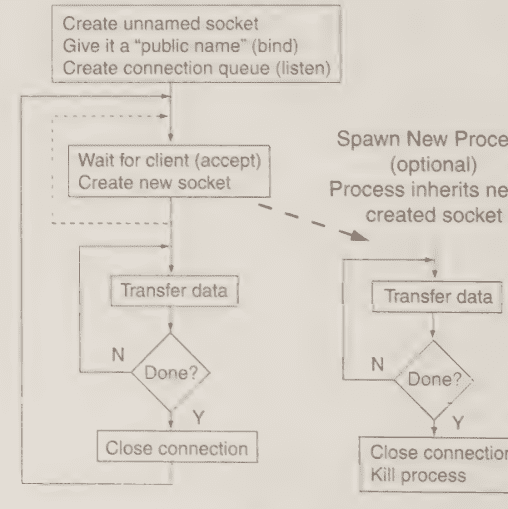 Create unnamed socket
Give it a “public name” (bind)
Create connection queue (listen)
Wait for client (accept)
Create new socket
Spawn New Proce
(optional)
Process inherits ne
created socket
Transfer data
N
Done?
Y
Close connection
Transfer data
N
Done?
Y
Close connection
Kill process